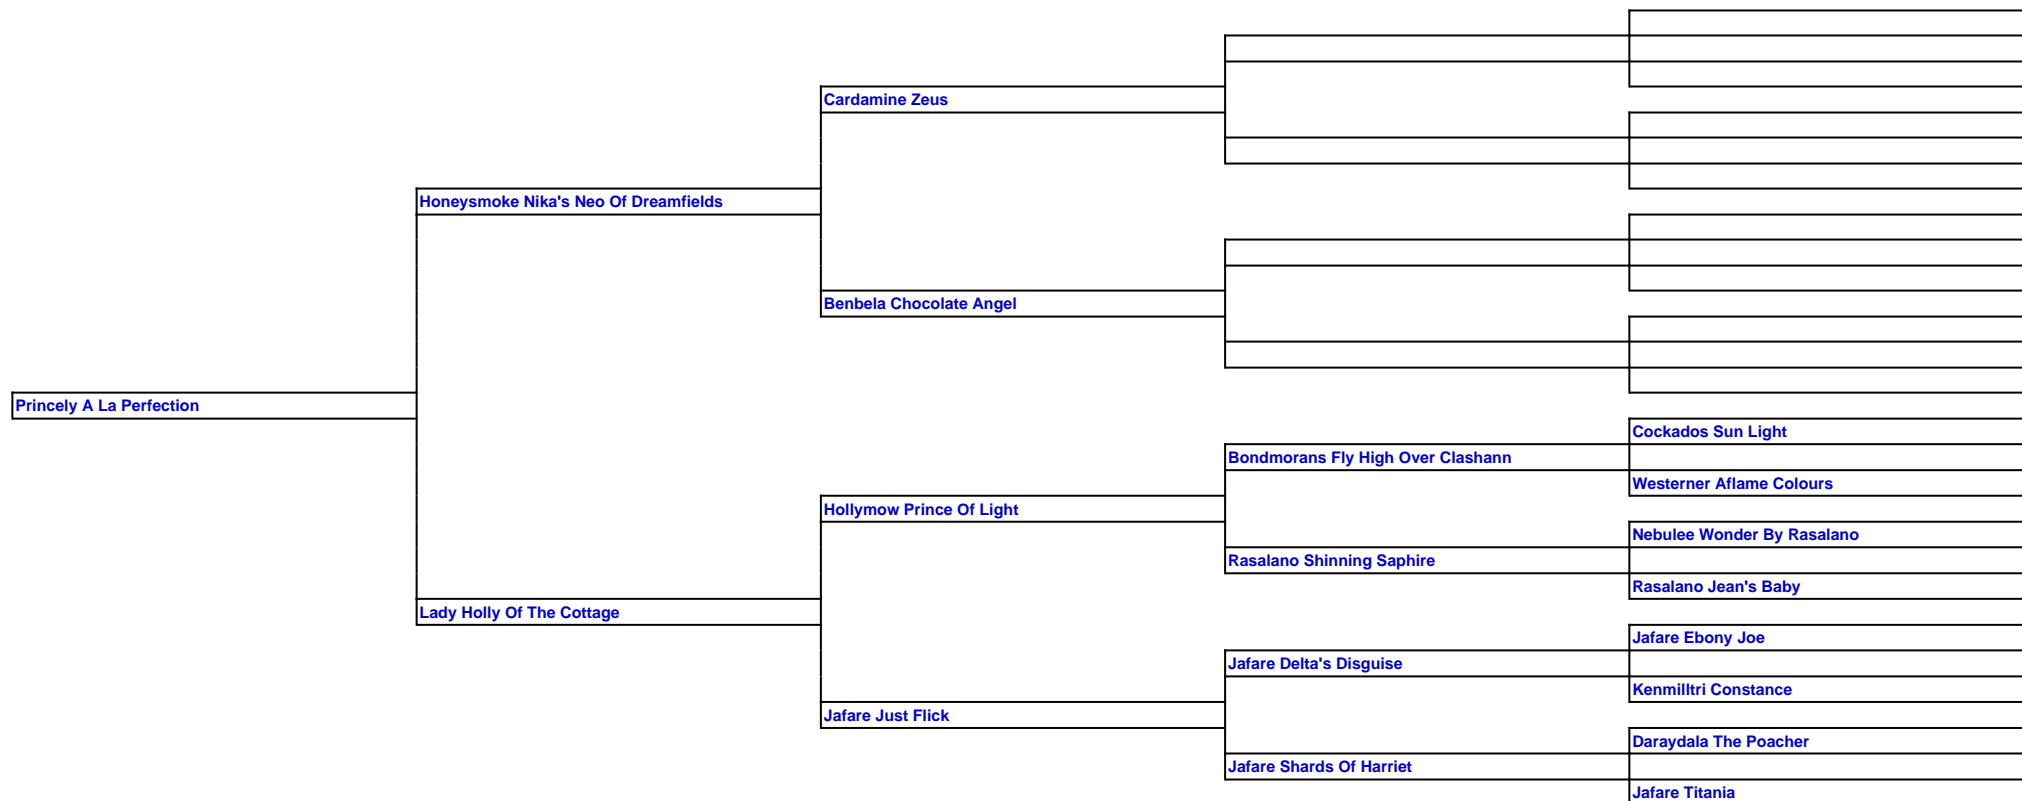 Cardamine Zeus
Honeysmoke Nika's Neo Of Dreamfields
Benbela Chocolate Angel
Princely A La Perfection
Cockados Sun Light
Bondmorans Fly High Over Clashann
Westerner Aflame Colours
Hollymow Prince Of Light
Nebulee Wonder By Rasalano
Rasalano Shinning Saphire
Rasalano Jean's Baby
Lady Holly Of The Cottage
Jafare Ebony Joe
Jafare Delta's Disguise
Kenmilltri Constance
Jafare Just Flick
Daraydala The Poacher
Jafare Shards Of Harriet
Jafare Titania